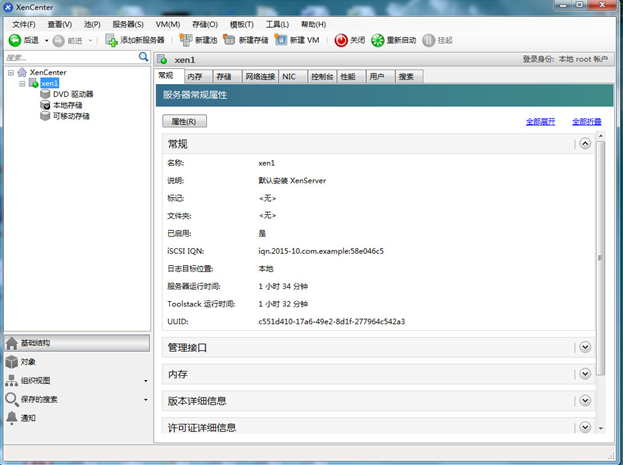 XenCenter
文件(F) 查看(V) 池(P) 服务器(S) VM(M) 存储(O) 模板(T) 工具(L) 帮助(H)
后退 前进 添加新服务器 新建池 新建存储 新建 VM 关闭 重新启动 挂起
搜索...
xen1 登录身份: 本地 root 帐户
XenCenter
xen1
DVD 驱动器
本地存储
可移动存储
常规 内存 存储 网络连接 NIC 控制台 性能 用户 搜索
服务器常规属性
属性(R) 全部展开 全部折叠
常规
名称: xen1
说明: 默认安装 XenServer
标记: <无>
文件夹: <无>
已启用: 是
iSCSI IQN: iqn.2015-10.com.example:58e046c5
日志目标位置: 本地
服务器运行时间: 1 小时 34 分钟
Toolstack 运行时间: 1 小时 32 分钟
UUID: c551d410-17a6-49e2-8d1f-277964c542a3
管理接口
内存
版本详细信息
许可证详细信息
基础结构
对象
组织视图
保存的搜索
通知